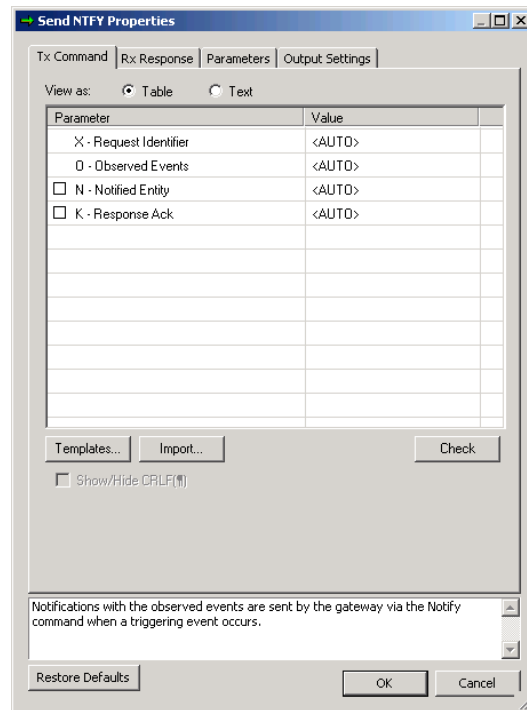 Send NTFY Properties
Tx Command Rx Response Parameters Output Settings
View as: Table Text
Parameter Value
X - Request Identifier <AUTO>
O - Observed Events <AUTO>
N - Notified Entity <AUTO>
K - Response Ack <AUTO>
Templates... Import... Check
Show/Hide CRLF(¶)
Notifications with the observed events are sent by the gateway via the Notify
command when a triggering event occurs.
Restore Defaults OK Cancel